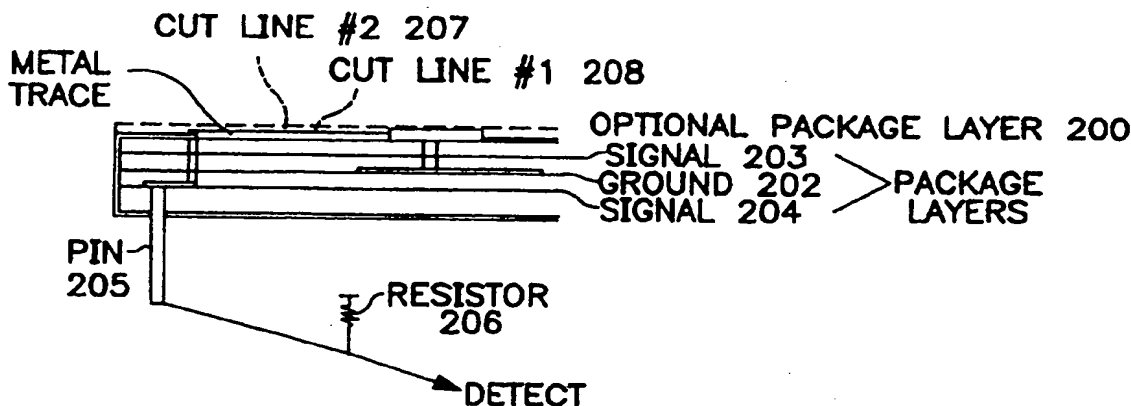 CUT LINE #2 207
METAL TRACE
CUT LINE #1 208
OPTIONAL PACKAGE LAYER 200
SIGNAL 203
GROUND 202
SIGNAL 204
PACKAGE LAYERS
PIN 205
RESISTOR 206
DETECT